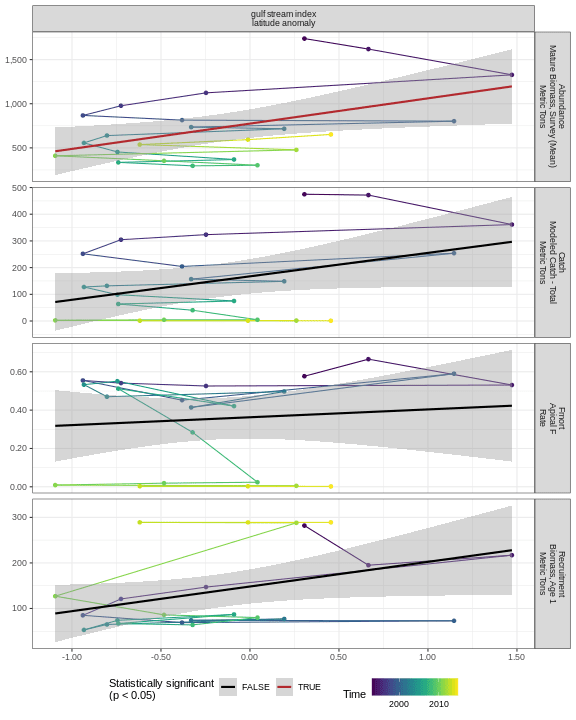 gulf stream index
latitude anomaly
1,500
1,000
500
Abundance
Mature Biomass, Survey (Mean)
Metric Tons
500
400
300
200
100
0
Catch
Modeled Catch - Total
Metric Tons
0.60
0.40
0.20
0.00
Fmort
Apical F
Rate
300
200
100
Recruitment
Biomass, Age 1
Metric Tons
-1.00 -0.50 0.00 0.50 1.00 1.50
Statistically significant
(p < 0.05)
FALSE TRUE
Time
2000 2010